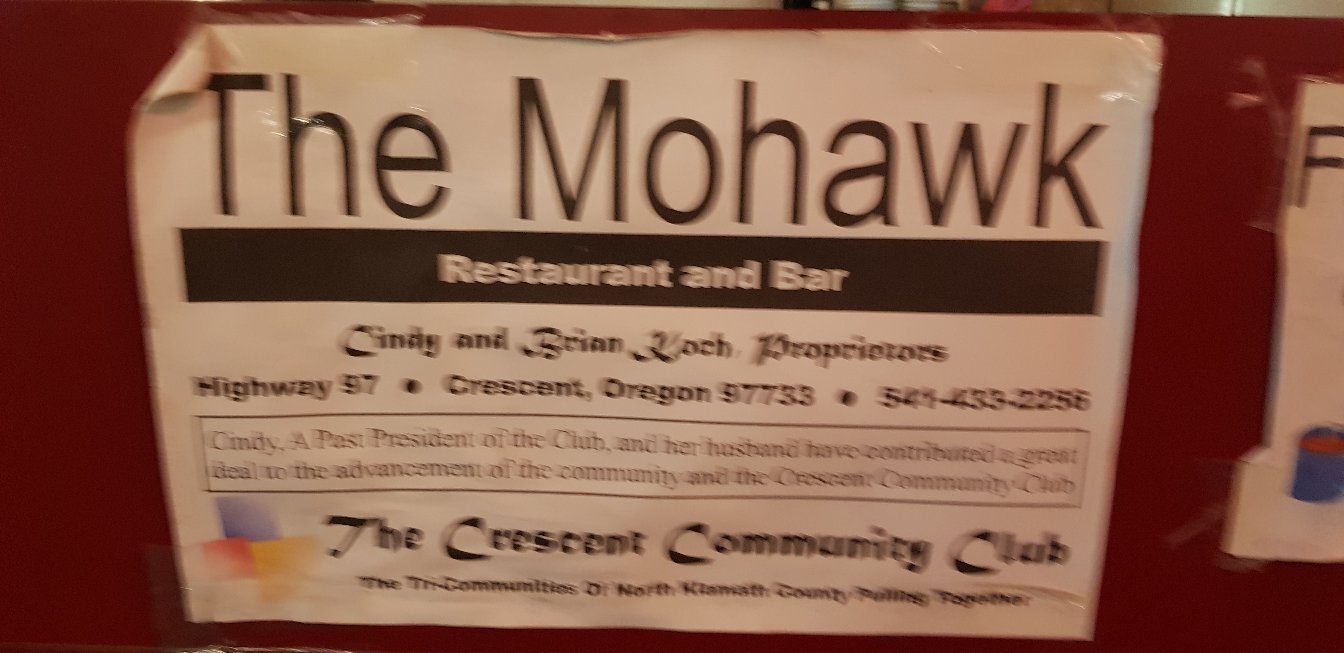 The Mohawk
Restaurant and Bar
Cindy and Brian Koch, Proprietors
Highway 97 • Crescent, Oregon 97733 • 541-433-2256
Cindy, A Past President of the Club, and her husband have contributed a great
deal to the advancement of the community and the Crescent Community Club
The Crescent Community Club
"The Tri-Communities Of North Klamath County Pulling Together"
F